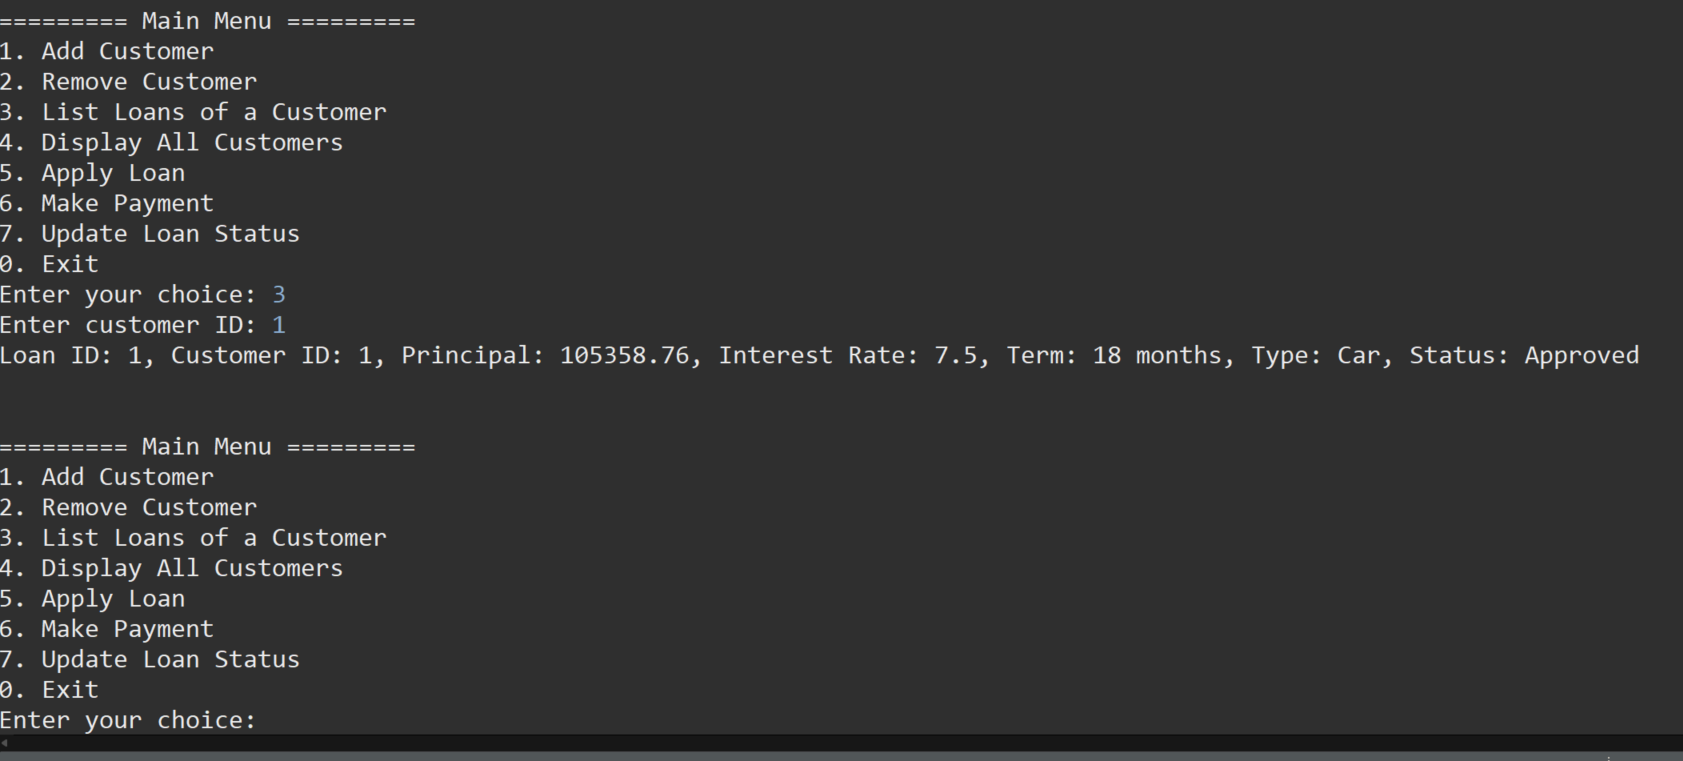 ========= Main Menu =========
1. Add Customer
2. Remove Customer
3. List Loans of a Customer
4. Display All Customers
5. Apply Loan
6. Make Payment
7. Update Loan Status
0. Exit
Enter your choice: 3
Enter customer ID: 1
Loan ID: 1, Customer ID: 1, Principal: 105358.76, Interest Rate: 7.5, Term: 18 months, Type: Car, Status: Approved
========= Main Menu =========
1. Add Customer
2. Remove Customer
3. List Loans of a Customer
4. Display All Customers
5. Apply Loan
6. Make Payment
7. Update Loan Status
0. Exit
Enter your choice: